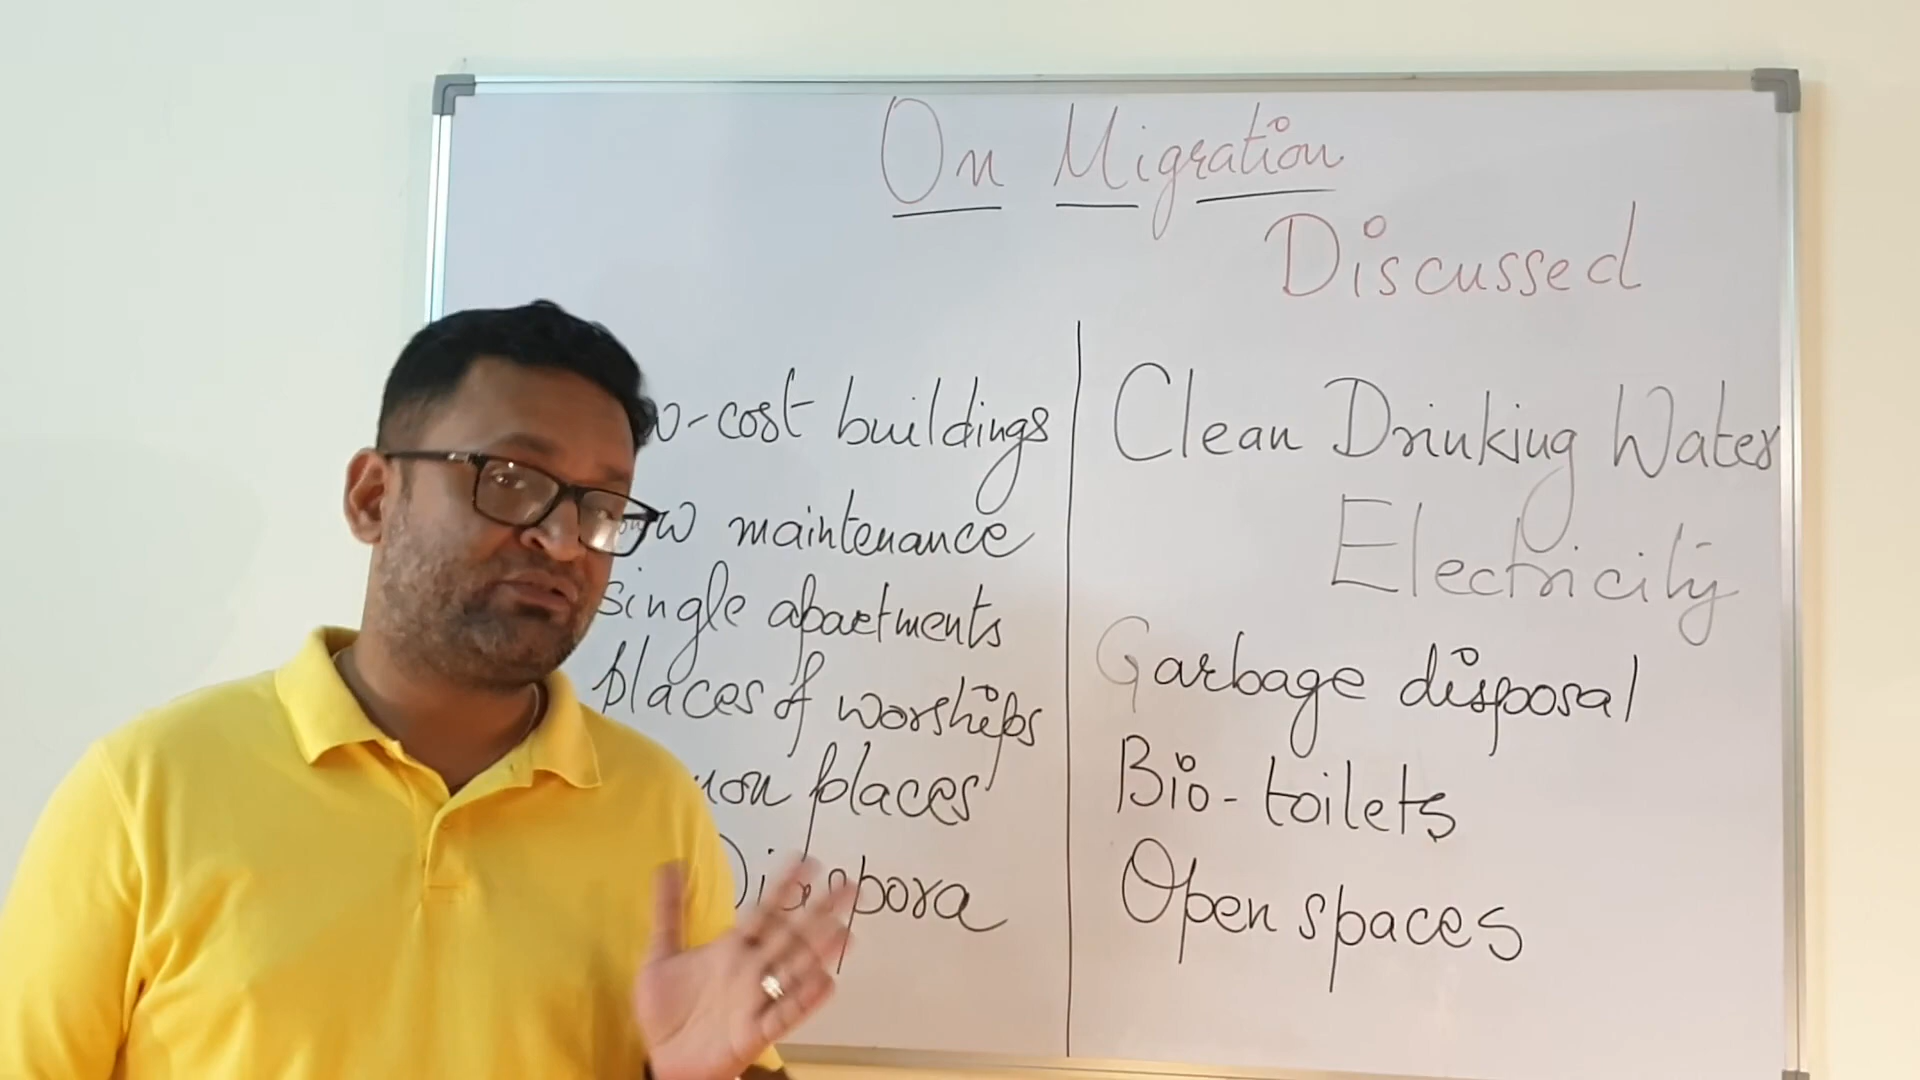 On Migration
Discussed
-cost buildings
maintenance
single apartments
places of worships
places
Diaspora
Clean Drinking Water
Electricity
Garbage disposal
Bio-toilets
Open spaces